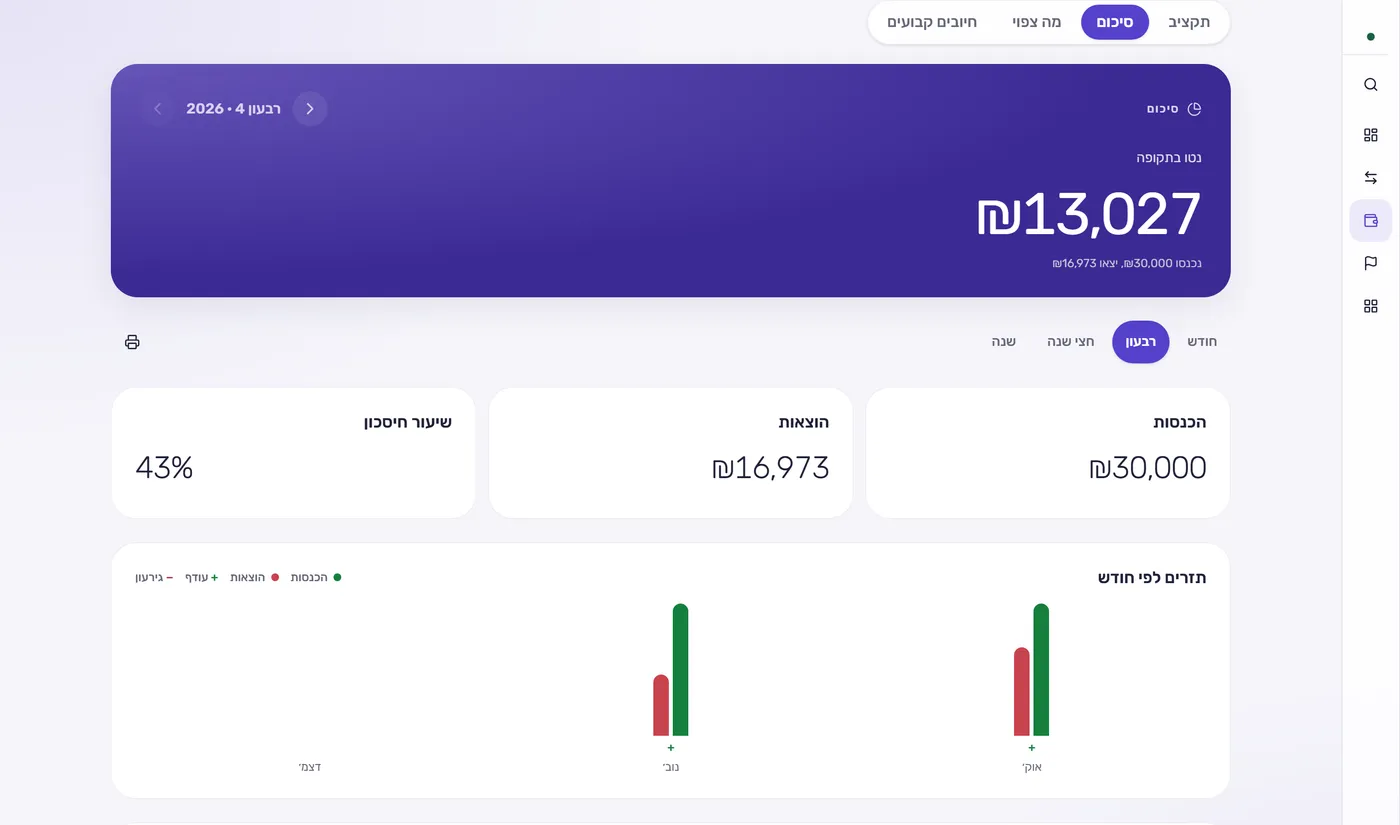 תקציב
סיכום
מה צפוי
חיובים קבועים
סיכום
רבעון 4 · 2026
נטו בתקופה
₪13,027
נכנסו ₪30,000, יצאו ₪16,973
חודש
רבעון
חצי שנה
שנה
הכנסות
₪30,000
הוצאות
₪16,973
שיעור חיסכון
43%
תזרים לפי חודש
הכנסות
הוצאות
+ עודף
− גירעון
+
אוק׳
+
נוב׳
דצמ׳